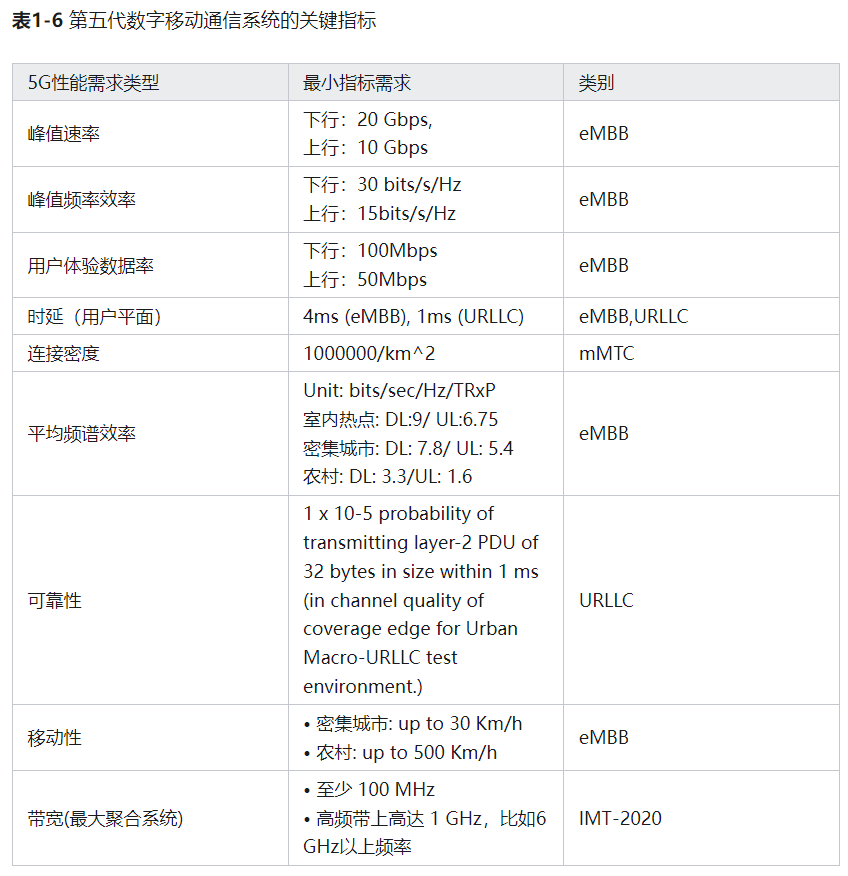 表1-6 第五代数字移动通信系统的关键指标
5G性能需求类型 最小指标需求 类别
峰值速率
下行：20 Gbps,
上行：10 Gbps
eMBB
峰值频率效率
下行：30 bits/s/Hz
上行：15bits/s/Hz
eMBB
用户体验数据率
下行：100Mbps
上行：50Mbps
eMBB
时延（用户平面） 4ms (eMBB), 1ms (URLLC) eMBB,URLLC
连接密度 1000000/km^2 mMTC
平均频谱效率
Unit: bits/sec/Hz/TRxP
室内热点: DL:9/ UL:6.75
密集城市: DL: 7.8/ UL: 5.4
农村: DL: 3.3/UL: 1.6
eMBB
可靠性
1 x 10-5 probability of
transmitting layer-2 PDU of
32 bytes in size within 1 ms
(in channel quality of
coverage edge for Urban
Macro-URLLC test
environment.)
URLLC
移动性
• 密集城市: up to 30 Km/h
• 农村: up to 500 Km/h
eMBB
带宽(最大聚合系统)
• 至少 100 MHz
• 高频带上高达 1 GHz，比如6
GHz以上频率
IMT-2020